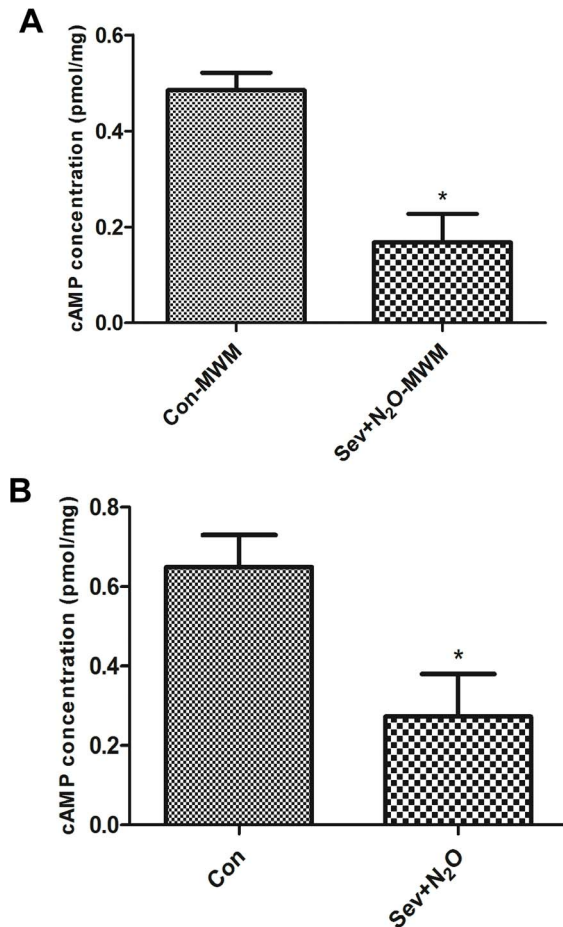 A
cAMP concentration (pmol/mg)
0.6
0.4
0.2
0.0
*
Con-MWM
Sev+N₂O-MWM
B
cAMP concentration (pmol/mg)
0.8
0.6
0.4
0.2
0.0
*
Con
Sev+N₂O